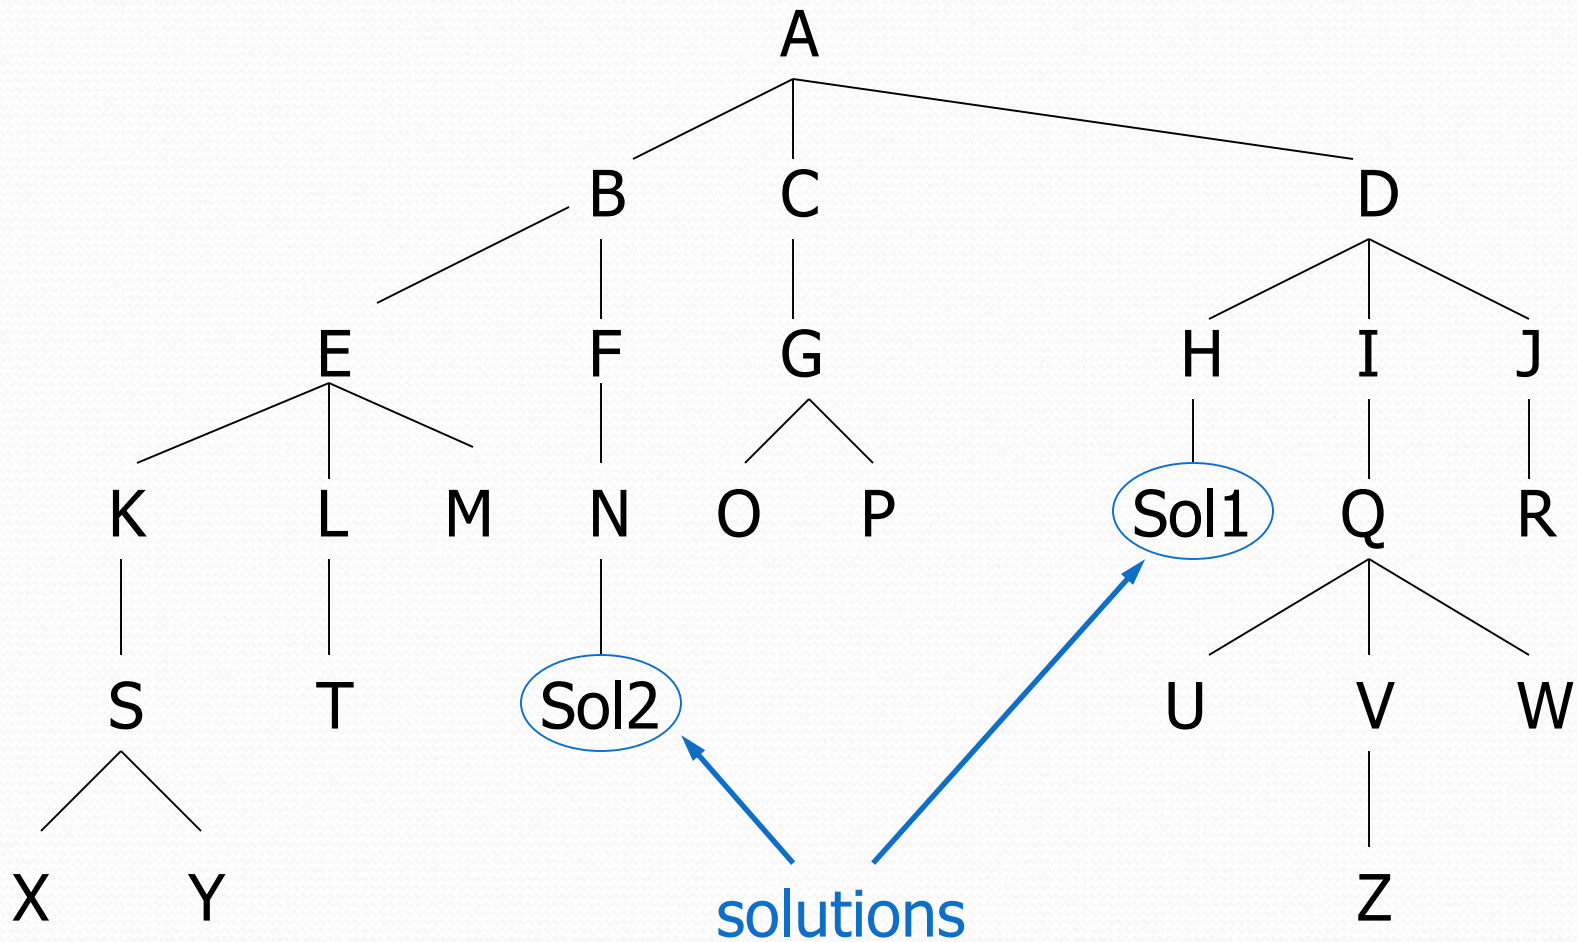 A
B C D
E F G H I J
K L M N O P Sol1 Q R
S T Sol2 U V W
X Y solutions Z